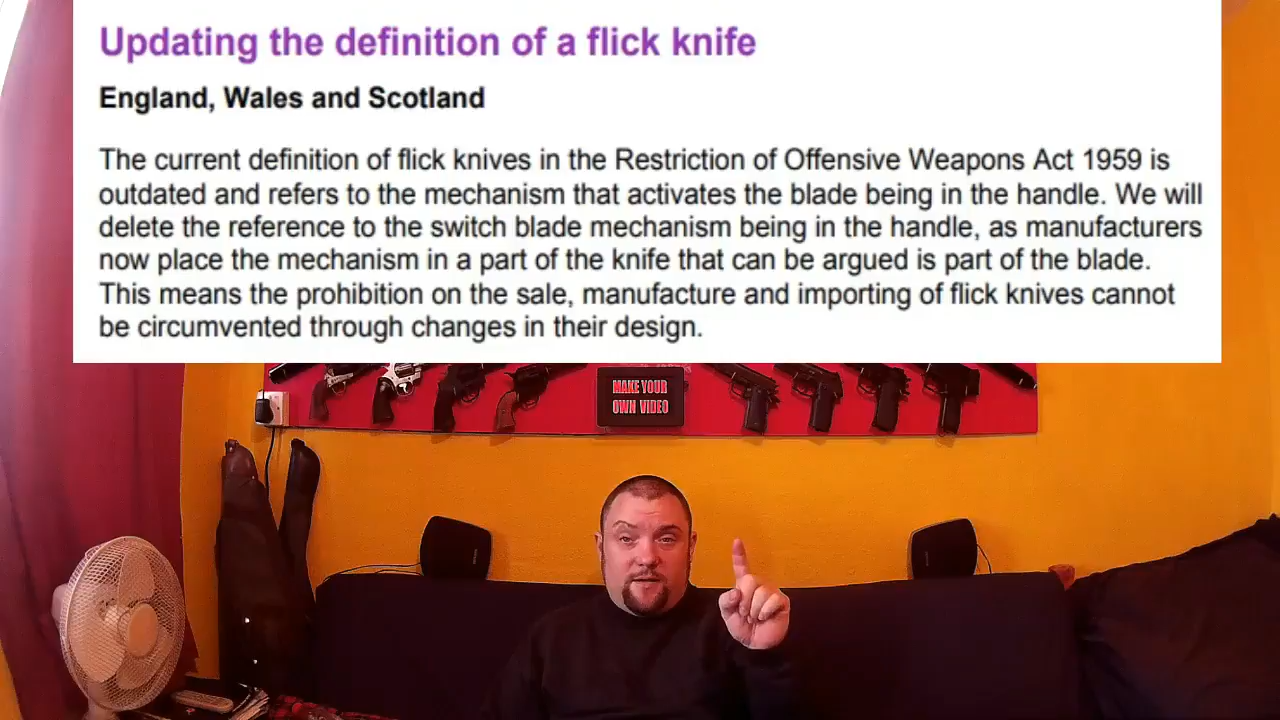 Updating the definition of a flick knife
England, Wales and Scotland
The current definition of flick knives in the Restriction of Offensive Weapons Act 1959 is
outdated and refers to the mechanism that activates the blade being in the handle. We will
delete the reference to the switch blade mechanism being in the handle, as manufacturers
now place the mechanism in a part of the knife that can be argued is part of the blade.
This means the prohibition on the sale, manufacture and importing of flick knives cannot
be circumvented through changes in their design.
MAKE YOUR
OWN VIDEO